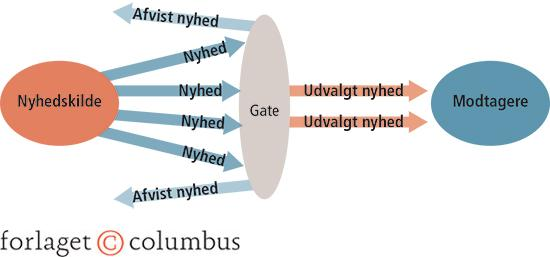 Afvist nyhed
Nyhed
Nyhedskilde
Nyhed
Gate
Udvalgt nyhed
Modtagere
Nyhed
Udvalgt nyhed
Nyhed
Afvist nyhed
forlaget © columbus